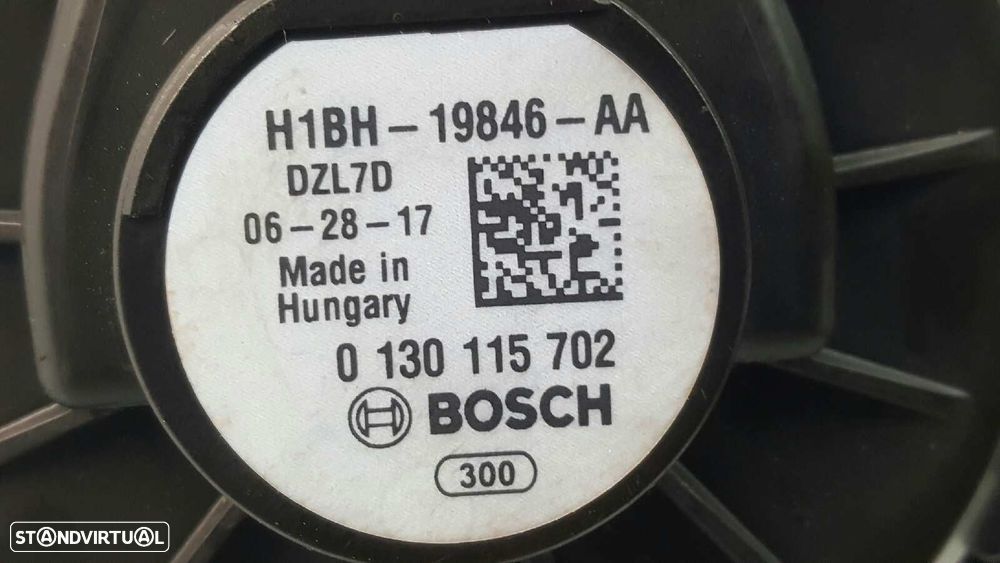 H1BH-19846-AA
DZL7D
06-28-17
Made in
Hungary
0 130 115 702
BOSCH
300
STANDVIRTUAL